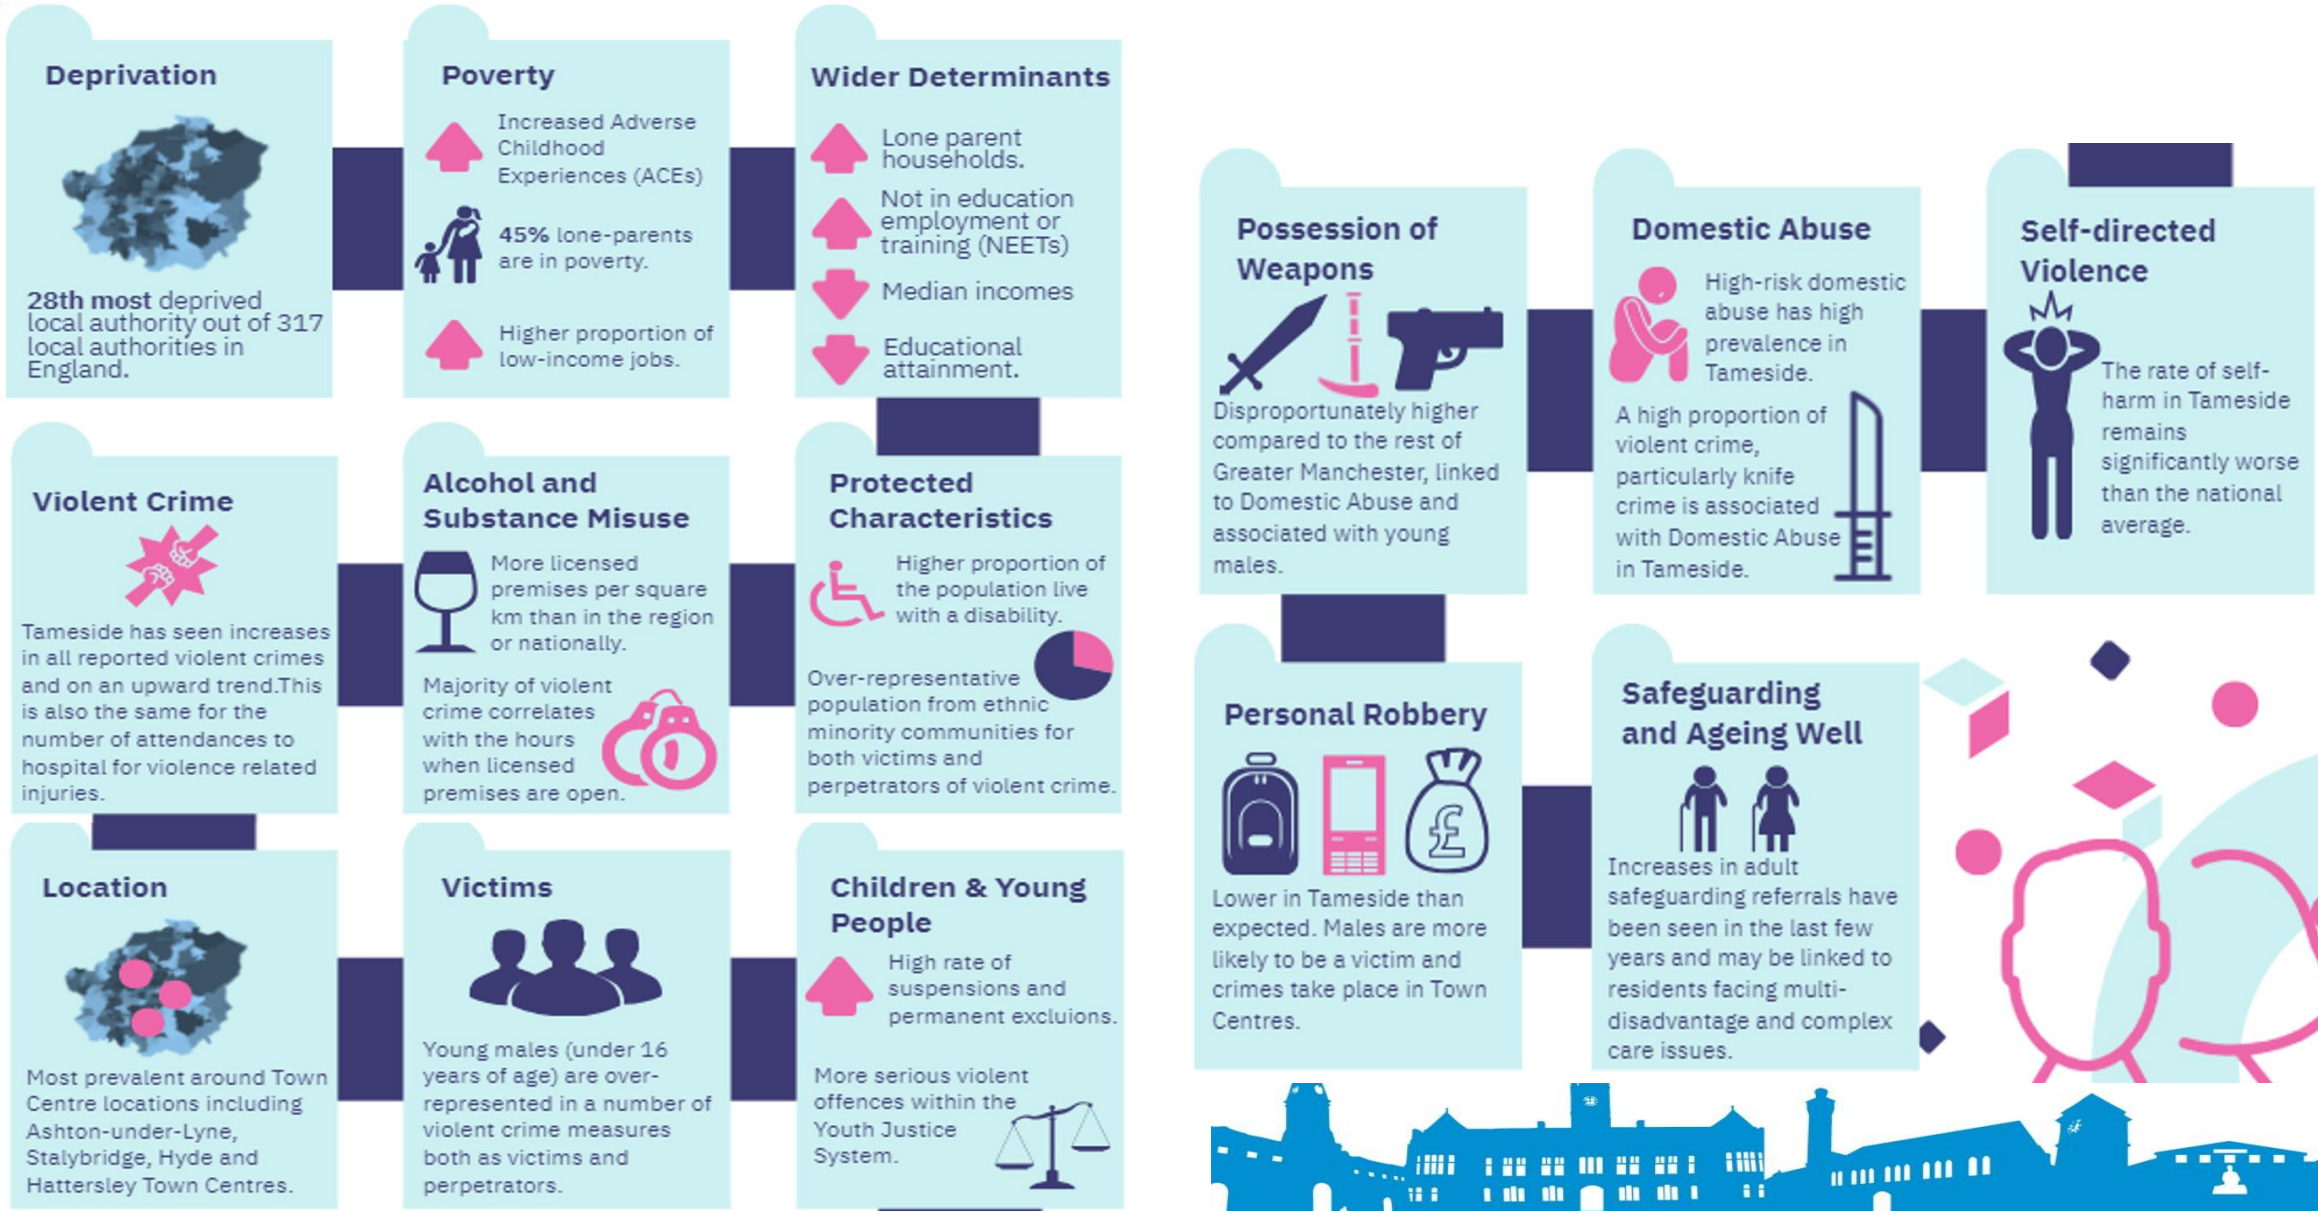 Deprivation
28th most deprived
local authority out of 317
local authorities in
England.
Poverty
Increased Adverse
Childhood
Experiences (ACEs)
45% lone-parents
are in poverty.
Higher proportion of
low-income jobs.
Wider Determinants
Lone parent
households.
Not in education
employment or
training (NEETs)
Median incomes
Educational
attainment.
Violent Crime
Tameside has seen increases
in all reported violent crimes
and on an upward trend.This
is also the same for the
number of attendances to
hospital for violence related
injuries.
Alcohol and
Substance Misuse
More licensed
premises per square
km than in the region
or nationally.
Majority of violent
crime correlates
with the hours
when licensed
premises are open.
Protected
Characteristics
Higher proportion of
the population live
with a disability.
Over-representative
population from ethnic
minority communities for
both victims and
perpetrators of violent crime.
Location
Most prevalent around Town
Centre locations including
Ashton-under-Lyne,
Stalybridge, Hyde and
Hattersley Town Centres.
Victims
Young males (under 16
years of age) are over-
represented in a number of
violent crime measures
both as victims and
perpetrators.
Children & Young
People
High rate of
suspensions and
permanent excluions.
More serious violent
offences within the
Youth Justice
System.
Possession of
Weapons
Disproportunately higher
compared to the rest of
Greater Manchester, linked
to Domestic Abuse and
associated with young
males.
Domestic Abuse
High-risk domestic
abuse has high
prevalence in
Tameside.
A high proportion of
violent crime,
particularly knife
crime is associated
with Domestic Abuse
in Tameside.
Self-directed
Violence
The rate of self-
harm in Tameside
remains
significantly worse
than the national
average.
Personal Robbery
£
Lower in Tameside than
expected. Males are more
likely to be a victim and
crimes take place in Town
Centres.
Safeguarding
and Ageing Well
Increases in adult
safeguarding referrals have
been seen in the last few
years and may be linked to
residents facing multi-
disadvantage and complex
care issues.